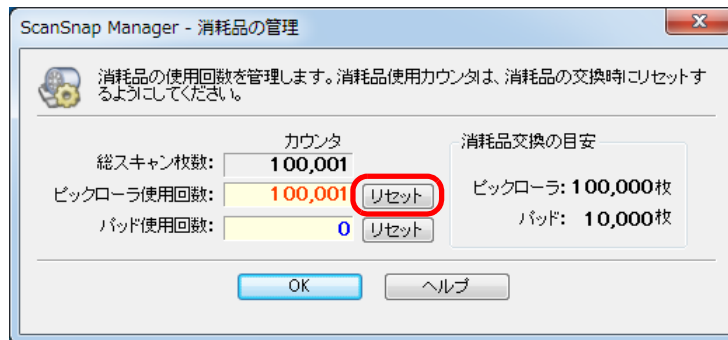 ScanSnap Manager - 消耗品の管理
消耗品の使用回数を管理します。消耗品使用カウンタは、消耗品の交換時にリセットす
るようにしてください。
カウンタ
総スキャン枚数: 100,001
ピックローラ使用回数: 100,001 リセット
パッド使用回数: 0 リセット
消耗品交換の目安
ピックローラ: 100,000枚
パッド: 10,000枚
OK ヘルプ